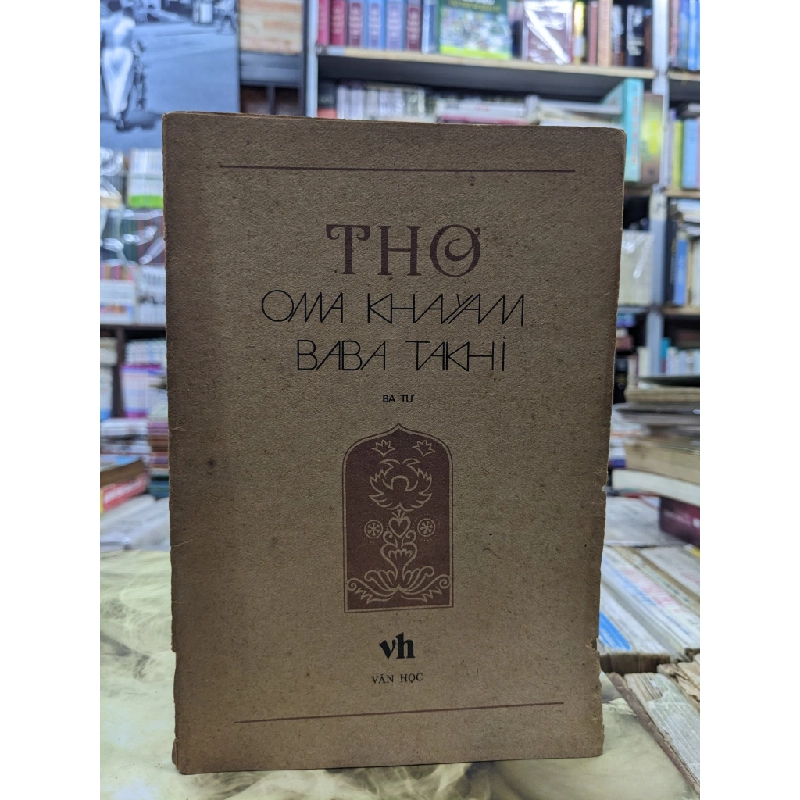 THƠ
OMA KHAYAM
BABA TAKHI
BA TƯ
vh
VĂN HỌC